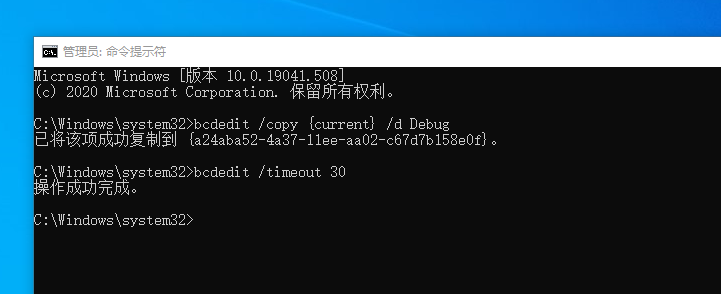 管理员: 命令提示符
Microsoft Windows [版本 10.0.19041.508]
(c) 2020 Microsoft Corporation. 保留所有权利。
C:\Windows\system32>bcdedit /copy {current} /d Debug
已将该项成功复制到 {a24aba52-4a37-11ee-aa02-c67d7b158e0f}。
C:\Windows\system32>bcdedit /timeout 30
操作成功完成。
C:\Windows\system32>